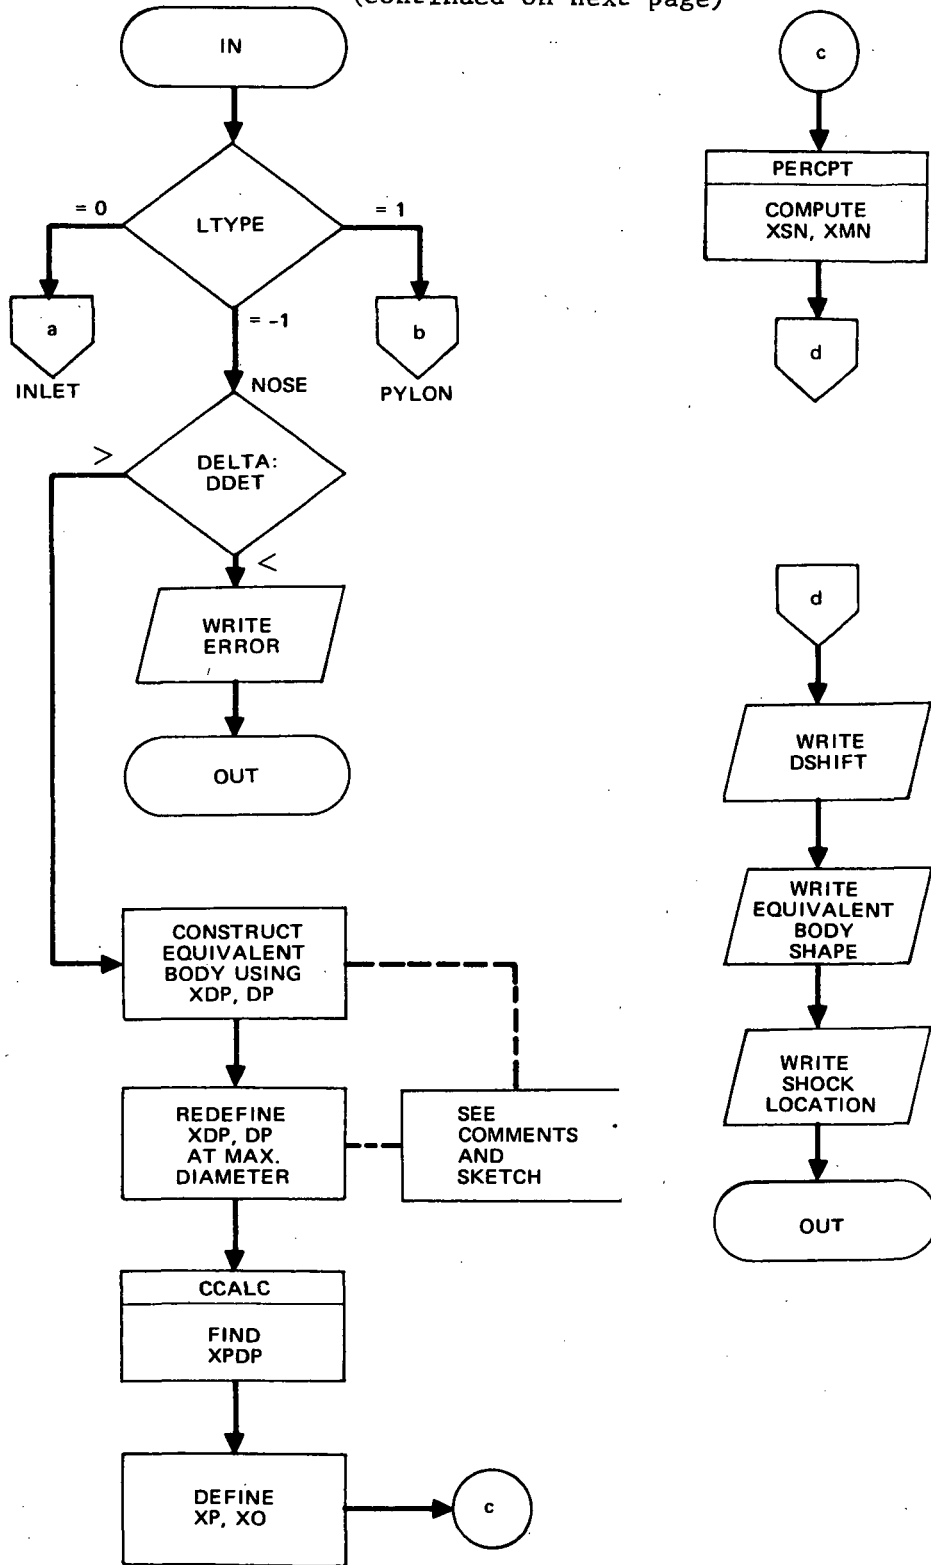 (continued on next page)
IN
LTYPE
= 0
= 1
a
INLET
b
PYLON
= -1
NOSE
DELTA:
DDET
>
<
WRITE
ERROR
OUT
CONSTRUCT
EQUIVALENT
BODY USING
XDP, DP
REDEFINE
XDP, DP
AT MAX.
DIAMETER
SEE
COMMENTS
AND
SKETCH
CCALC
FIND
XPDP
DEFINE
XP, XO
c
c
PERCPT
COMPUTE
XSN, XMN
d
d
WRITE
DSHIFT
WRITE
EQUIVALENT
BODY
SHAPE
WRITE
SHOCK
LOCATION
OUT